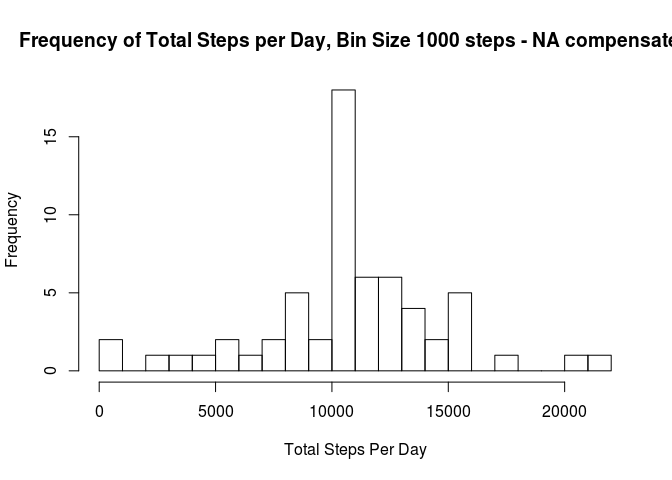 Frequency of Total Steps per Day, Bin Size 1000 steps - NA compensate
Frequency
15
10
5
0
0 5000 10000 15000 20000
Total Steps Per Day